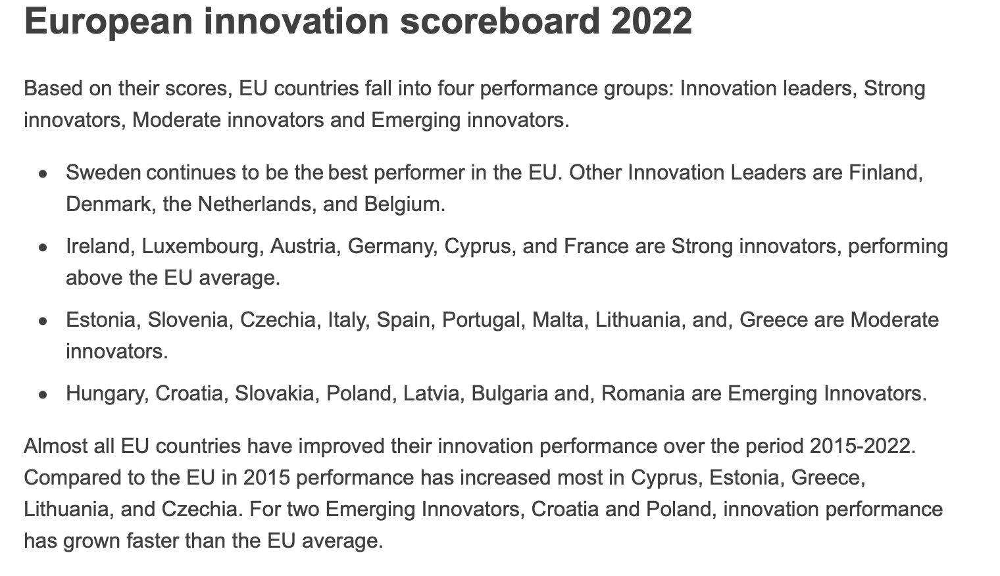 European innovation scoreboard 2022
Based on their scores, EU countries fall into four performance groups: Innovation leaders, Strong
innovators, Moderate innovators and Emerging innovators.
• Sweden continues to be the best performer in the EU. Other Innovation Leaders are Finland,
Denmark, the Netherlands, and Belgium.
• Ireland, Luxembourg, Austria, Germany, Cyprus, and France are Strong innovators, performing
above the EU average.
• Estonia, Slovenia, Czechia, Italy, Spain, Portugal, Malta, Lithuania, and, Greece are Moderate
innovators.
• Hungary, Croatia, Slovakia, Poland, Latvia, Bulgaria and, Romania are Emerging Innovators.
Almost all EU countries have improved their innovation performance over the period 2015-2022.
Compared to the EU in 2015 performance has increased most in Cyprus, Estonia, Greece,
Lithuania, and Czechia. For two Emerging Innovators, Croatia and Poland, innovation performance
has grown faster than the EU average.